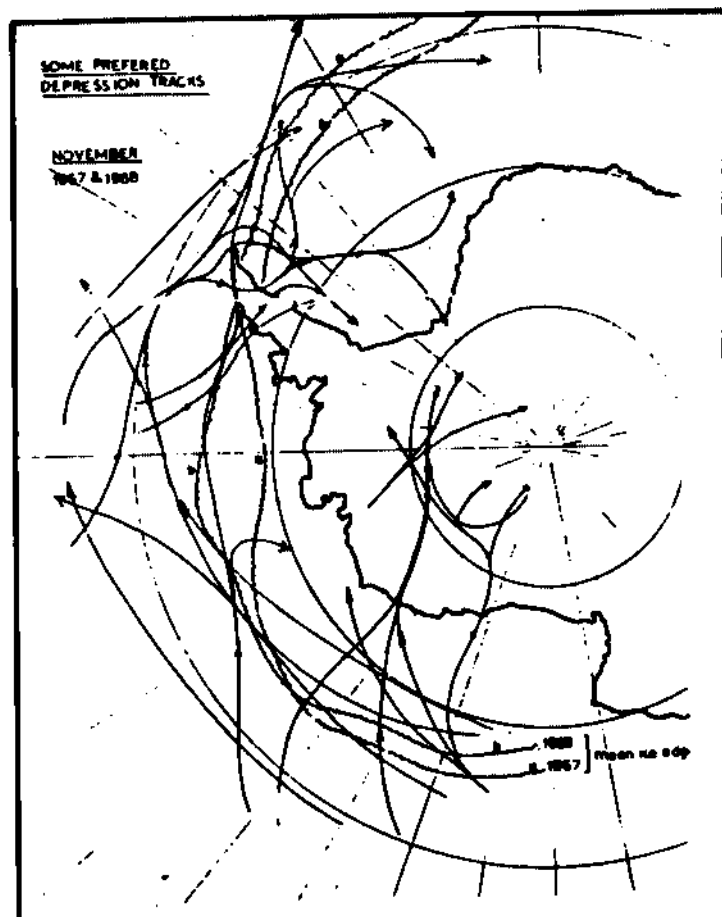 SOME PREFERED
DEPRESSION TRACKS
NOVEMBER
1967 & 1968
1968
1967
mean ice edge